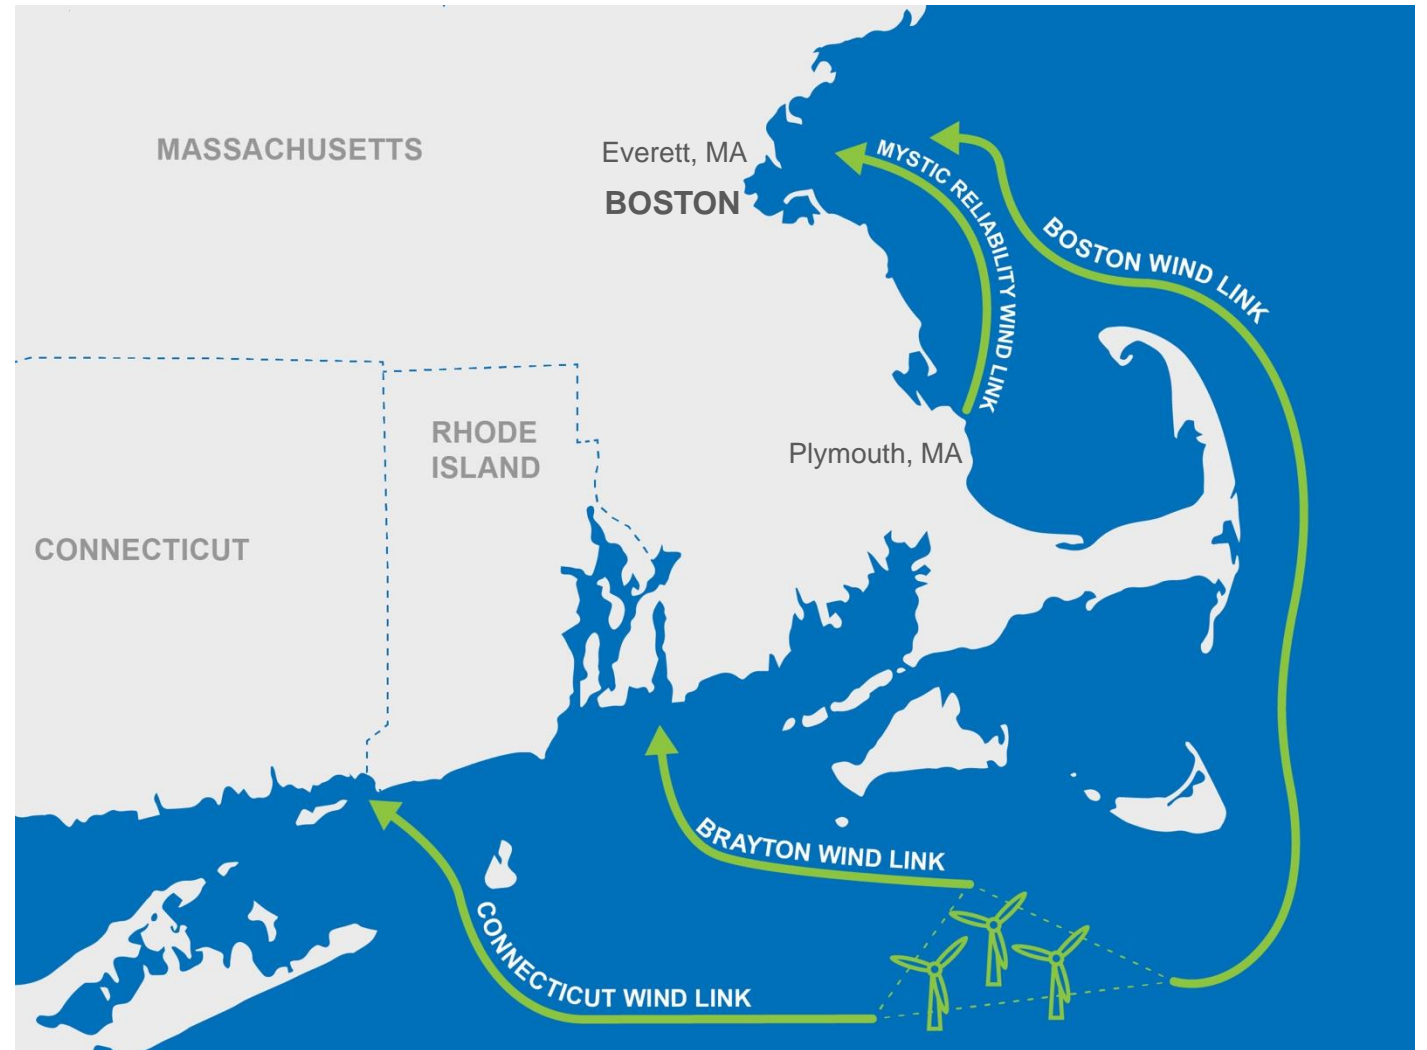 MASSACHUSETTS
Everett, MA
BOSTON
MYSTIC RELIABILITY WIND LINK
BOSTON WIND LINK
RHODE
ISLAND
Plymouth, MA
CONNECTICUT
BRAYTON WIND LINK
CONNECTICUT WIND LINK